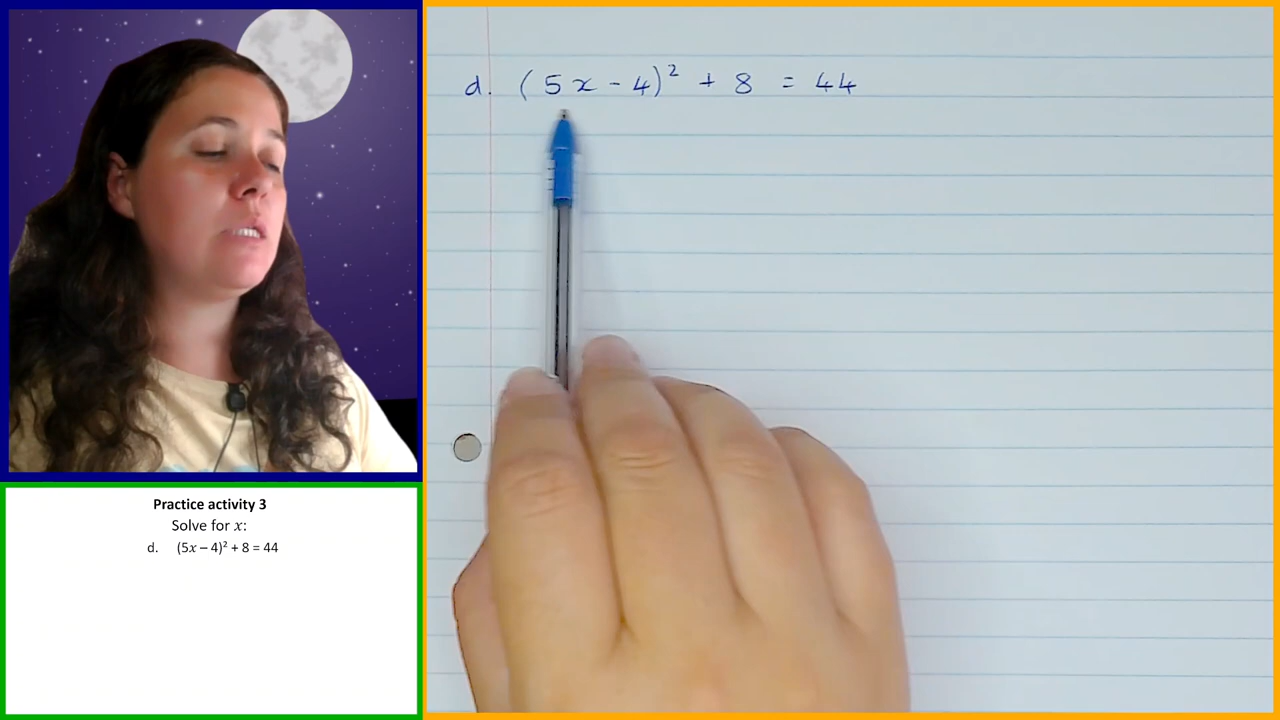 d. (5x - 4)² + 8 = 44
Practice activity 3
Solve for x:
d. (5x – 4)² + 8 = 44